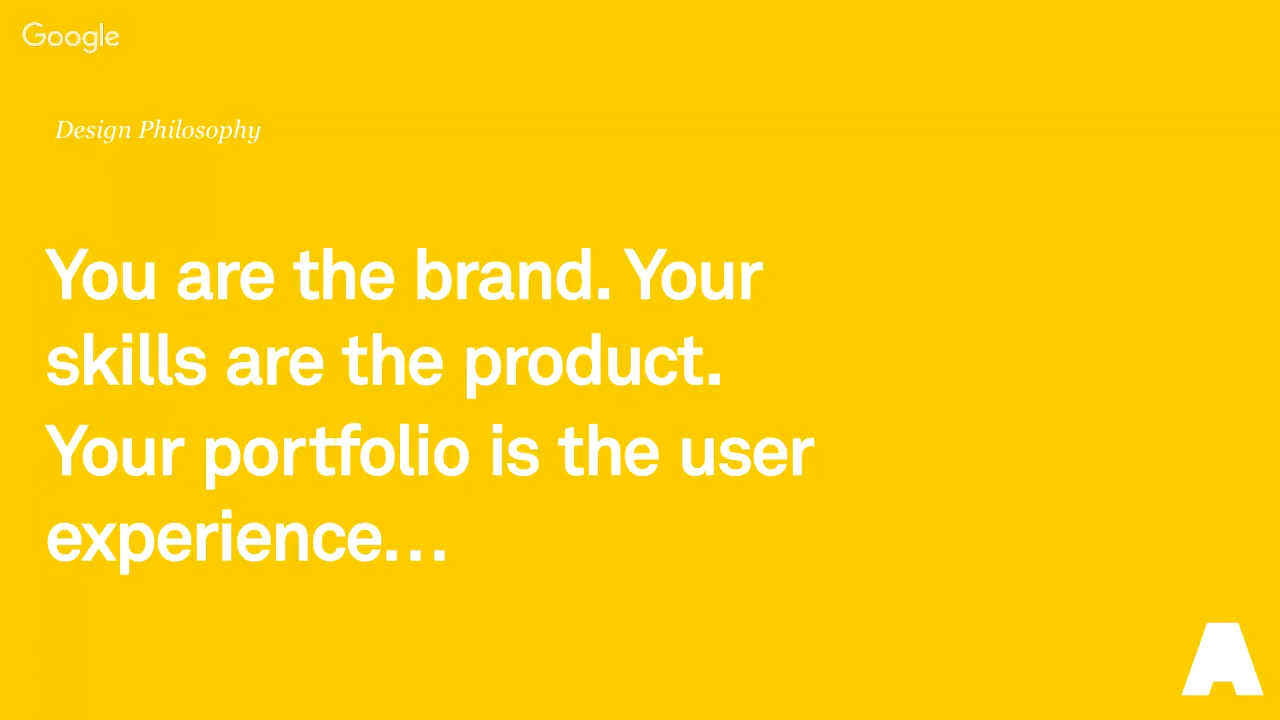 Google
Design Philosophy
You are the brand. Your
skills are the product.
Your portfolio is the user
experience...
A